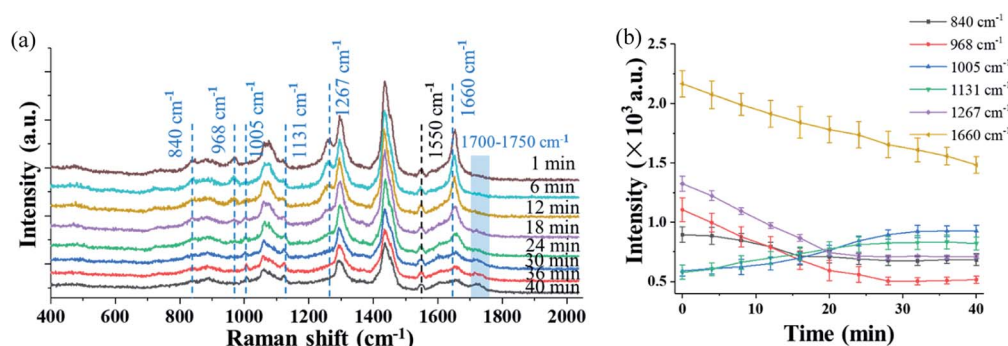 (a)
Intensity (a.u.)
840 cm⁻¹
968 cm⁻¹
1005 cm⁻¹
1131 cm⁻¹
1267 cm⁻¹
1550 cm⁻¹
1660 cm⁻¹
1700-1750 cm⁻¹
1 min
6 min
12 min
18 min
24 min
30 min
36 min
40 min
400 600 800 1000 1200 1400 1600 1800 2000
Raman shift (cm⁻¹)
(b)
840 cm⁻¹
968 cm⁻¹
1005 cm⁻¹
1131 cm⁻¹
1267 cm⁻¹
1660 cm⁻¹
Intensity (× 10³ a.u.)
2.5
2.0
1.5
1.0
0.5
0 10 20 30 40
Time (min)